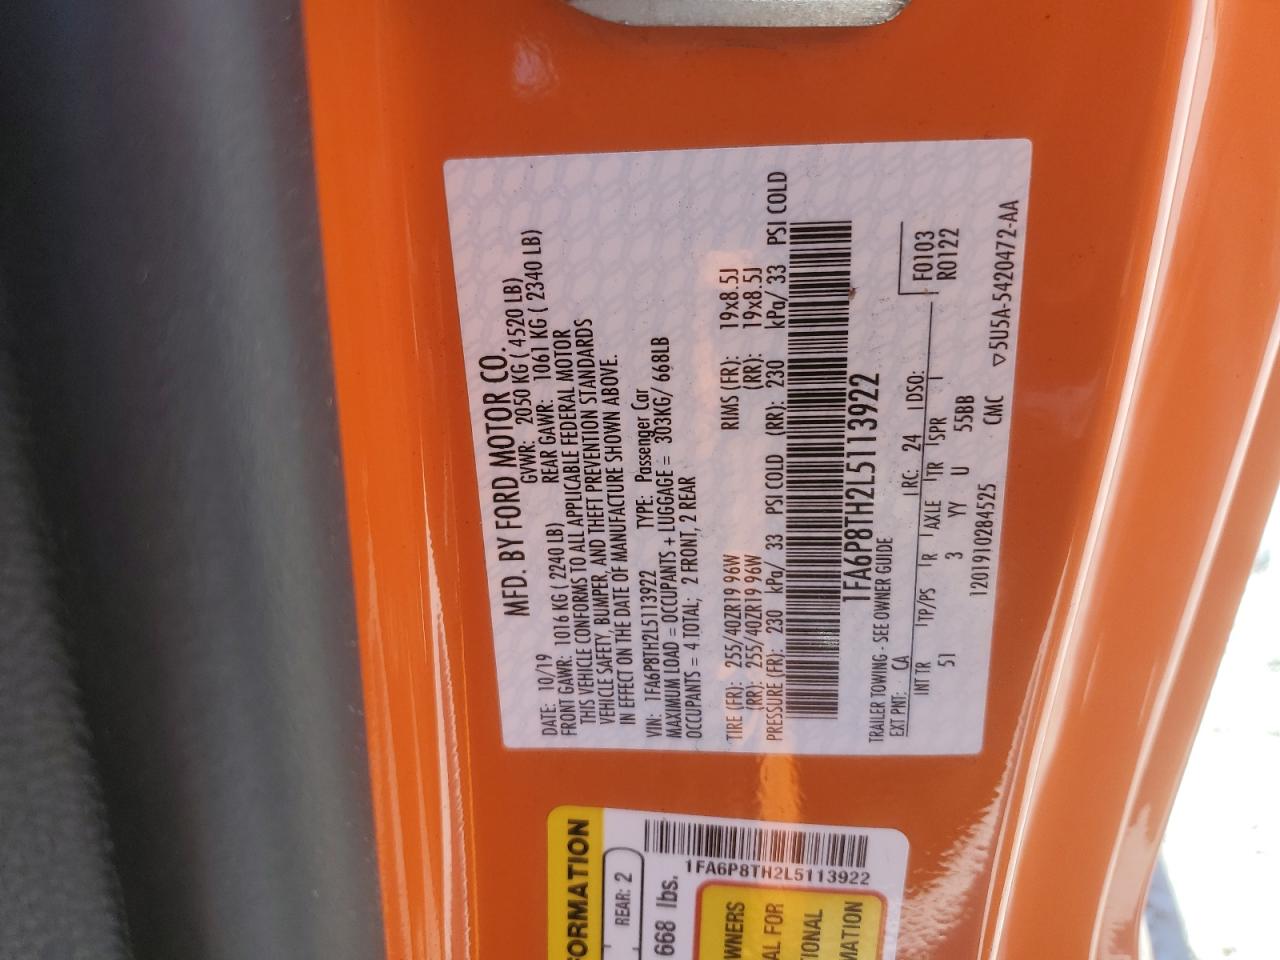 MFD. BY FORD MOTOR CO.
DATE: 10/19 GVWR: 2050 KG ( 4520 LB)
FRONT GAWR: 1016 KG ( 2240 LB) REAR GAWR: 1061 KG ( 2340 LB)
THIS VEHICLE CONFORMS TO ALL APPLICABLE FEDERAL MOTOR
VEHICLE SAFETY, BUMPER, AND THEFT PREVENTION STANDARDS
IN EFFECT ON THE DATE OF MANUFACTURE SHOWN ABOVE.
VIN: 1FA6P8TH2L5113922 TYPE: Passenger Car
MAXIMUM LOAD = OCCUPANTS + LUGGAGE = 303KG/ 668LB
OCCUPANTS = 4 TOTAL; 2 FRONT, 2 REAR
TIRE (FR): 255/40ZR19 96W RIMS (FR): 19x8.5J
(RR): 255/40ZR19 96W (RR): 19x8.5J
PRESSURE (FR): 230 kPa/ 33 PSI COLD (RR): 230 kPa/ 33 PSI COLD
1FA6P8TH2L5113922
TRAILER TOWING - SEE OWNER GUIDE
F0103
R0122
EXT PNT: CA RC: 24 DSO:
INT TR TP/PS R AXLE TR SPR
51 3 YY U 55BB
1201910284525 CMC ▽5U5A-5420472-AA
ORMATION
REAR: 2
668 lbs.
1FA6P8TH2L5113922
WNERS
AL FOR
TIONAL
MATION